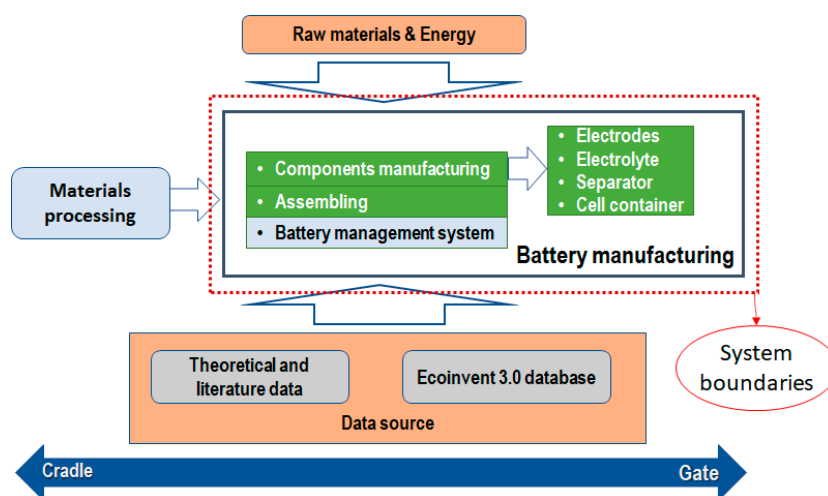 Raw materials & Energy
Materials
processing
• Components manufacturing
• Assembling
• Battery management system
• Electrodes
• Electrolyte
• Separator
• Cell container
Battery manufacturing
System
boundaries
Theoretical and
literature data
Ecoinvent 3.0 database
Data source
Cradle
Gate